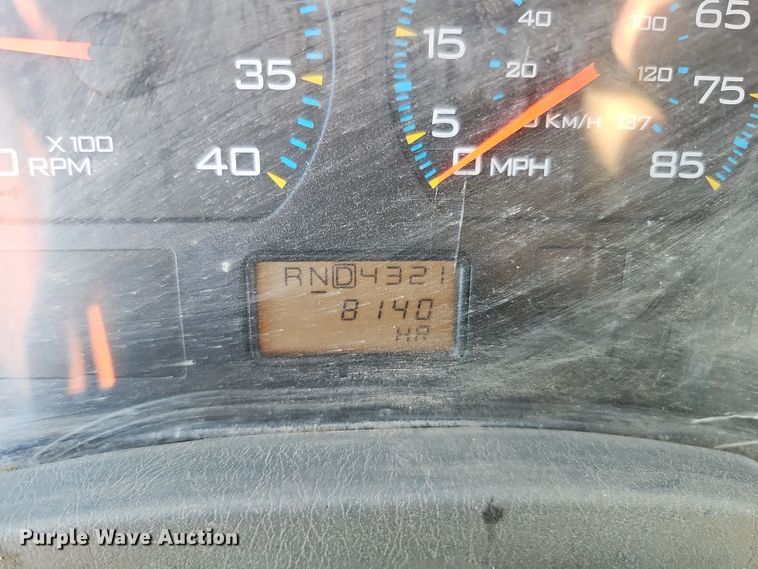 65
15 40 100
35 20 120 75
X100 5 KM/H 137
RPM 40 0 MPH 85
RND4321
8140
HR
Purple Wave Auction®